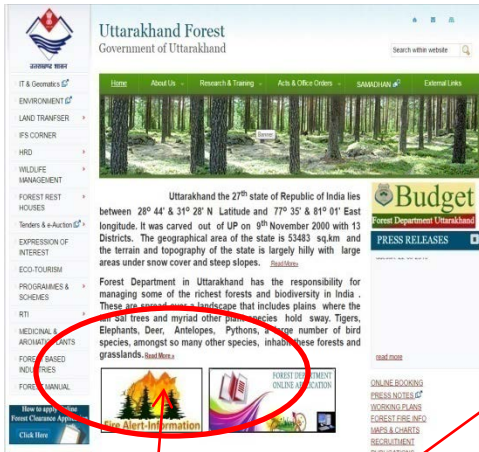 उत्तराखण्ड शासन
Uttarakhand Forest
Government of Uttarakhand
Search within website
Home About Us Research & Training Acts & Office Orders SAMADHAN External Links
IT & Geomatics
ENVIRONMENT
LAND TRANFSER
IFS CORNER
HRD
WILDLIFE
MANAGEMENT
FOREST REST
HOUSES
Tenders & e-Auction
EXPRESSION OF
INTEREST
ECO-TOURISM
PROGRAMMES &
SCHEMES
RTI
MEDICINAL &
AROMATIC PLANTS
FOREST BASED
INDUSTRIES
FOREST MANUAL
How to apply Online
Forest Clearance Application
Click Here
Banner
Uttarakhand the 27th state of Republic of India lies
between 28º 44' & 31º 28' N Latitude and 77º 35' & 81º 01' East
longitude. It was carved out of UP on 9th November 2000 with 13
Districts. The geographical area of the state is 53483 sq.km and
the terrain and topography of the state is largely hilly with large
areas under snow cover and steep slopes. Read More»
Forest Department in Uttarakhand has the responsibility for
managing some of the richest forests and biodiversity in India .
These are spread over a landscape that includes plains where the
tall Sal trees and myriad other plant species hold sway. Tigers,
Elephants, Deer, Antelopes, Pythons, a large number of bird
species, amongst so many other species, inhabit these forests and
grasslands. Read More »
Fire Alert-Information
FOREST DEPARTMENT
ONLINE APPLICATION
Budget
Forest Department Uttarakhand
PRESS RELEASES
read more
ONLINE BOOKING
PRESS NOTES
WORKING PLANS
FOREST FIRE INFO
MAPS & CHARTS
RECRUITMENT